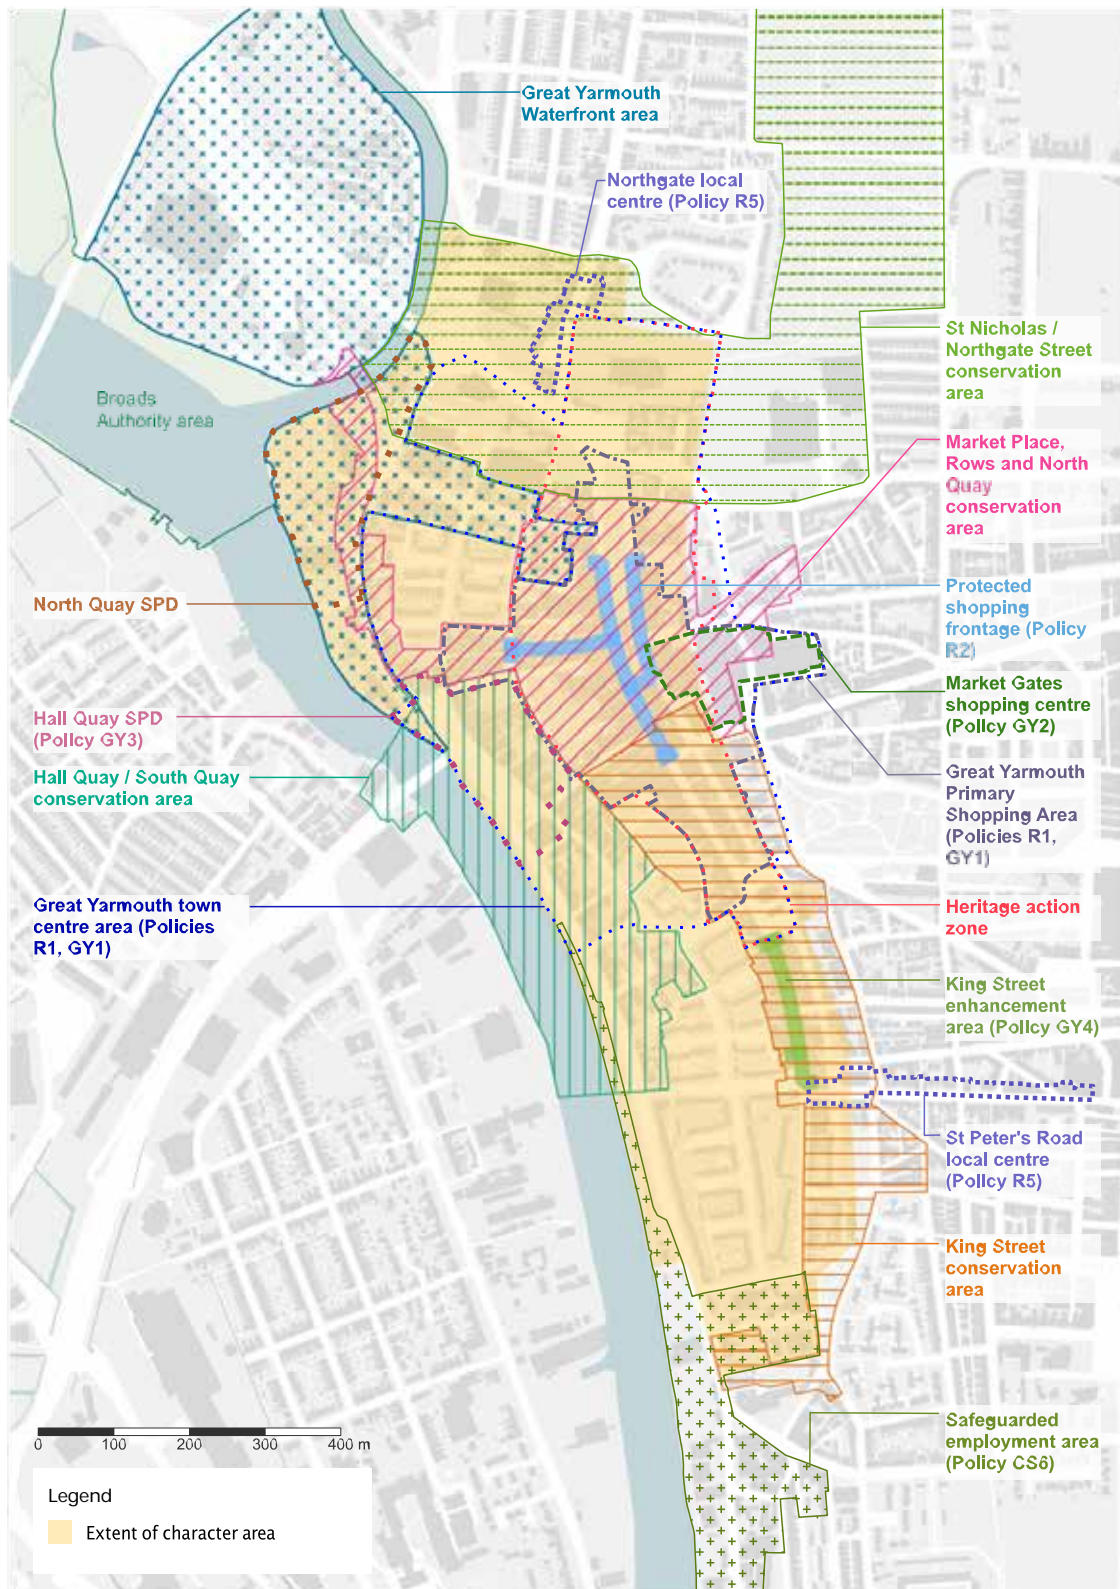 Great Yarmouth
Waterfront area
Northgate local
centre (Policy R5)
St Nicholas /
Northgate Street
conservation
area
Broads
Authority area
Market Place,
Rows and North
Quay
conservation
area
North Quay SPD
Protected
shopping
frontage (Policy
R2)
Market Gates
shopping centre
(Policy GY2)
Hall Quay SPD
(Policy GY3)
Hall Quay / South Quay
conservation area
Great Yarmouth
Primary
Shopping Area
(Policies R1,
GY1)
Great Yarmouth town
centre area (Policies
R1, GY1)
Heritage action
zone
King Street
enhancement
area (Policy GY4)
St Peter's Road
local centre
(Policy R5)
King Street
conservation
area
Safeguarded
employment area
(Policy CS6)
0 100 200 300 400 m
Legend
Extent of character area